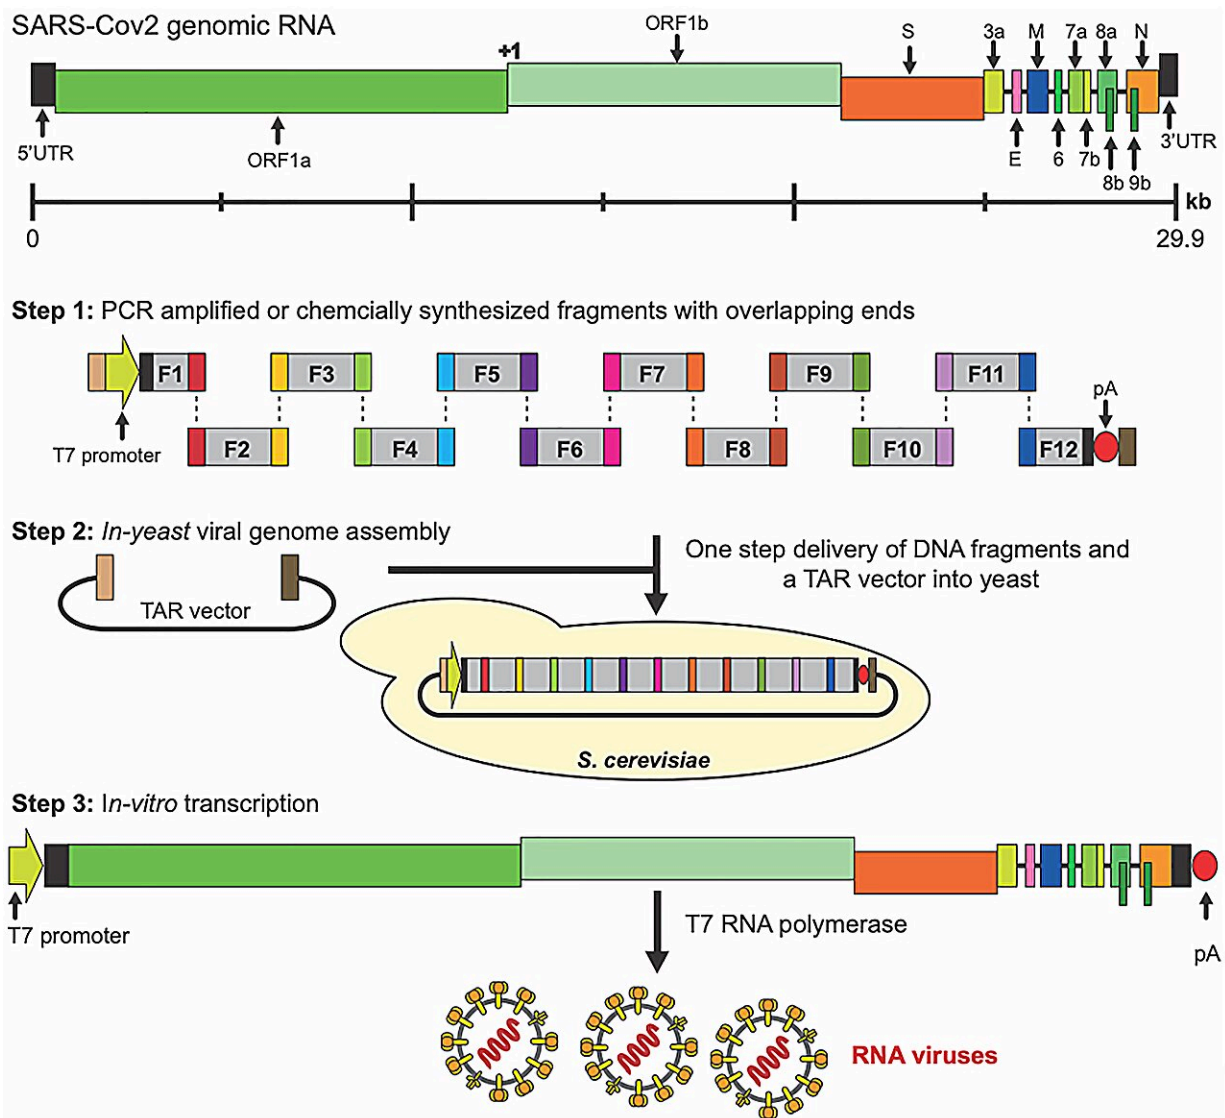 SARS-Cov2 genomic RNA
ORF1b
+1
S
3a
M
7a
8a
N
5'UTR
ORF1a
E
6
7b
8b
9b
3'UTR
kb
0
29.9
Step 1: PCR amplified or chemcially synthesized fragments with overlapping ends
F1
F3
F5
F7
F9
F11
pA
T7 promoter
F2
F4
F6
F8
F10
F12
Step 2: In-yeast viral genome assembly
One step delivery of DNA fragments and
a TAR vector into yeast
TAR vector
S. cerevisiae
Step 3: In-vitro transcription
T7 promoter
T7 RNA polymerase
pA
RNA viruses